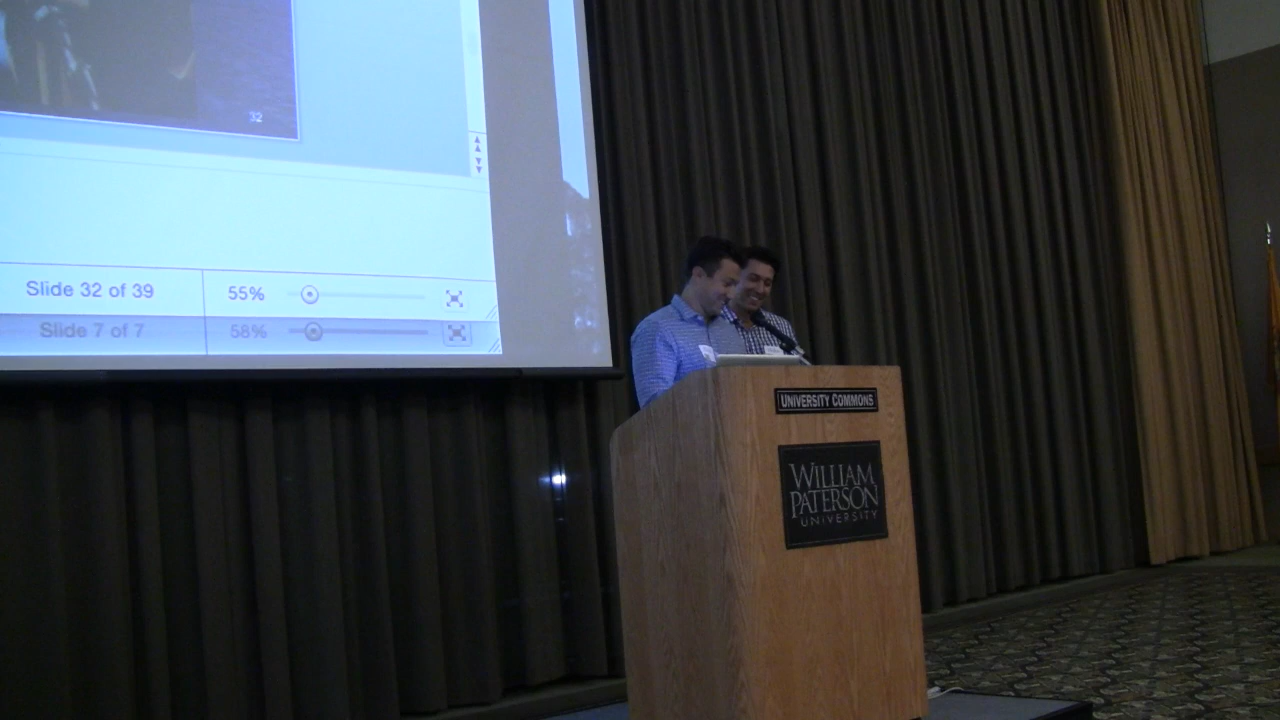 32
Slide 32 of 39 55%
Slide 7 of 7 58%
UNIVERSITY COMMONS
WILLIAM
PATERSON
UNIVERSITY